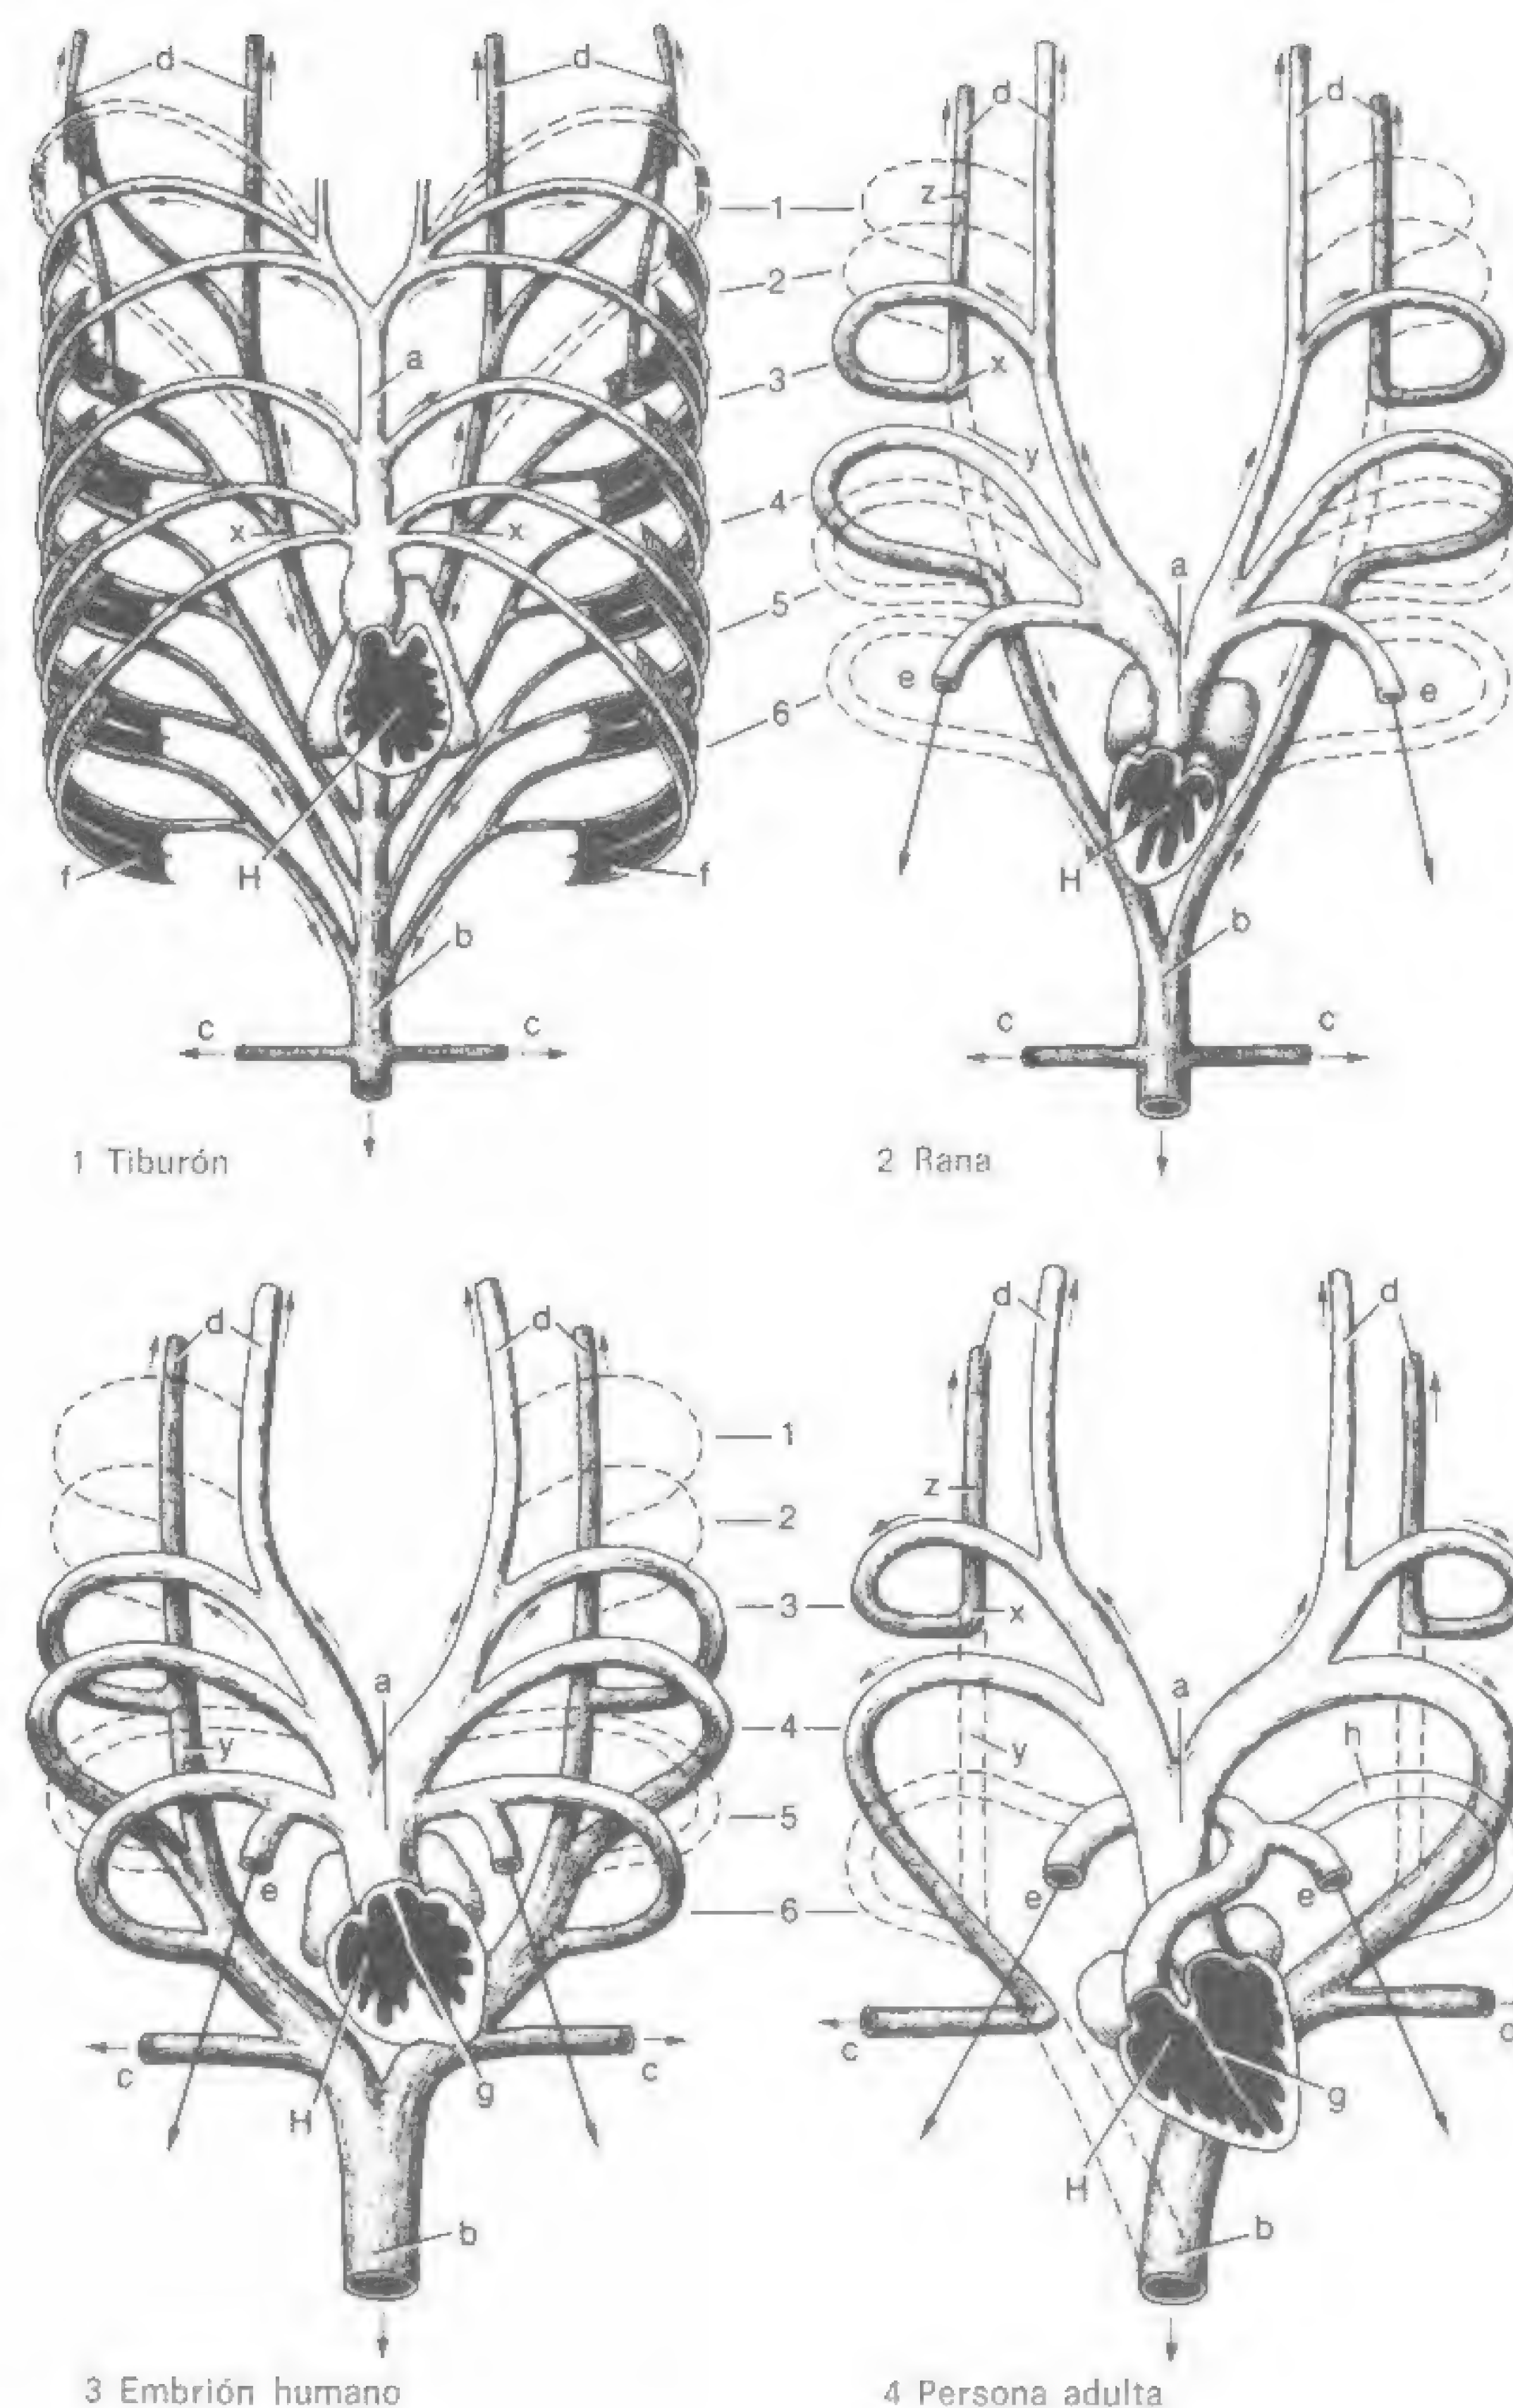 d d d d
1
z
2
a 3 x
y
x x 4
a
5
e e
6
f H f H
b b
c c c c
1 Tiburón 2 Rana
d d d d
1
z
2
3 x
a a
4 h
y y
5
e e e
6
c c c c
H g g
H
b b
3 Embrión humano 4 Persona adulta